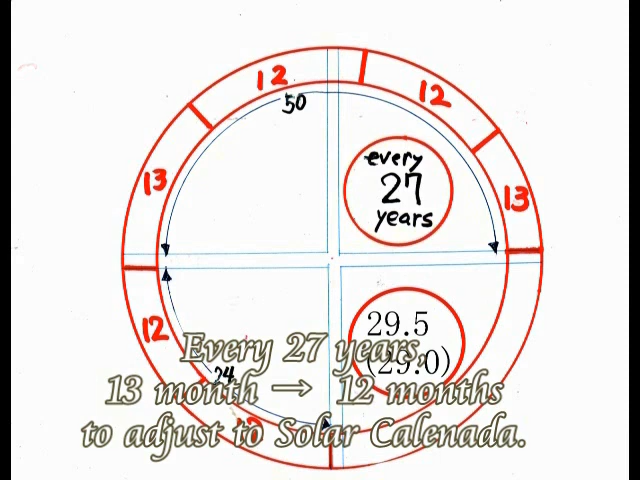 12
12
50
13
13
every
27
years
12
29.5
(29.0)
24
Every 27 years,
13 month → 12 months
to adjust to Solar Calenada.